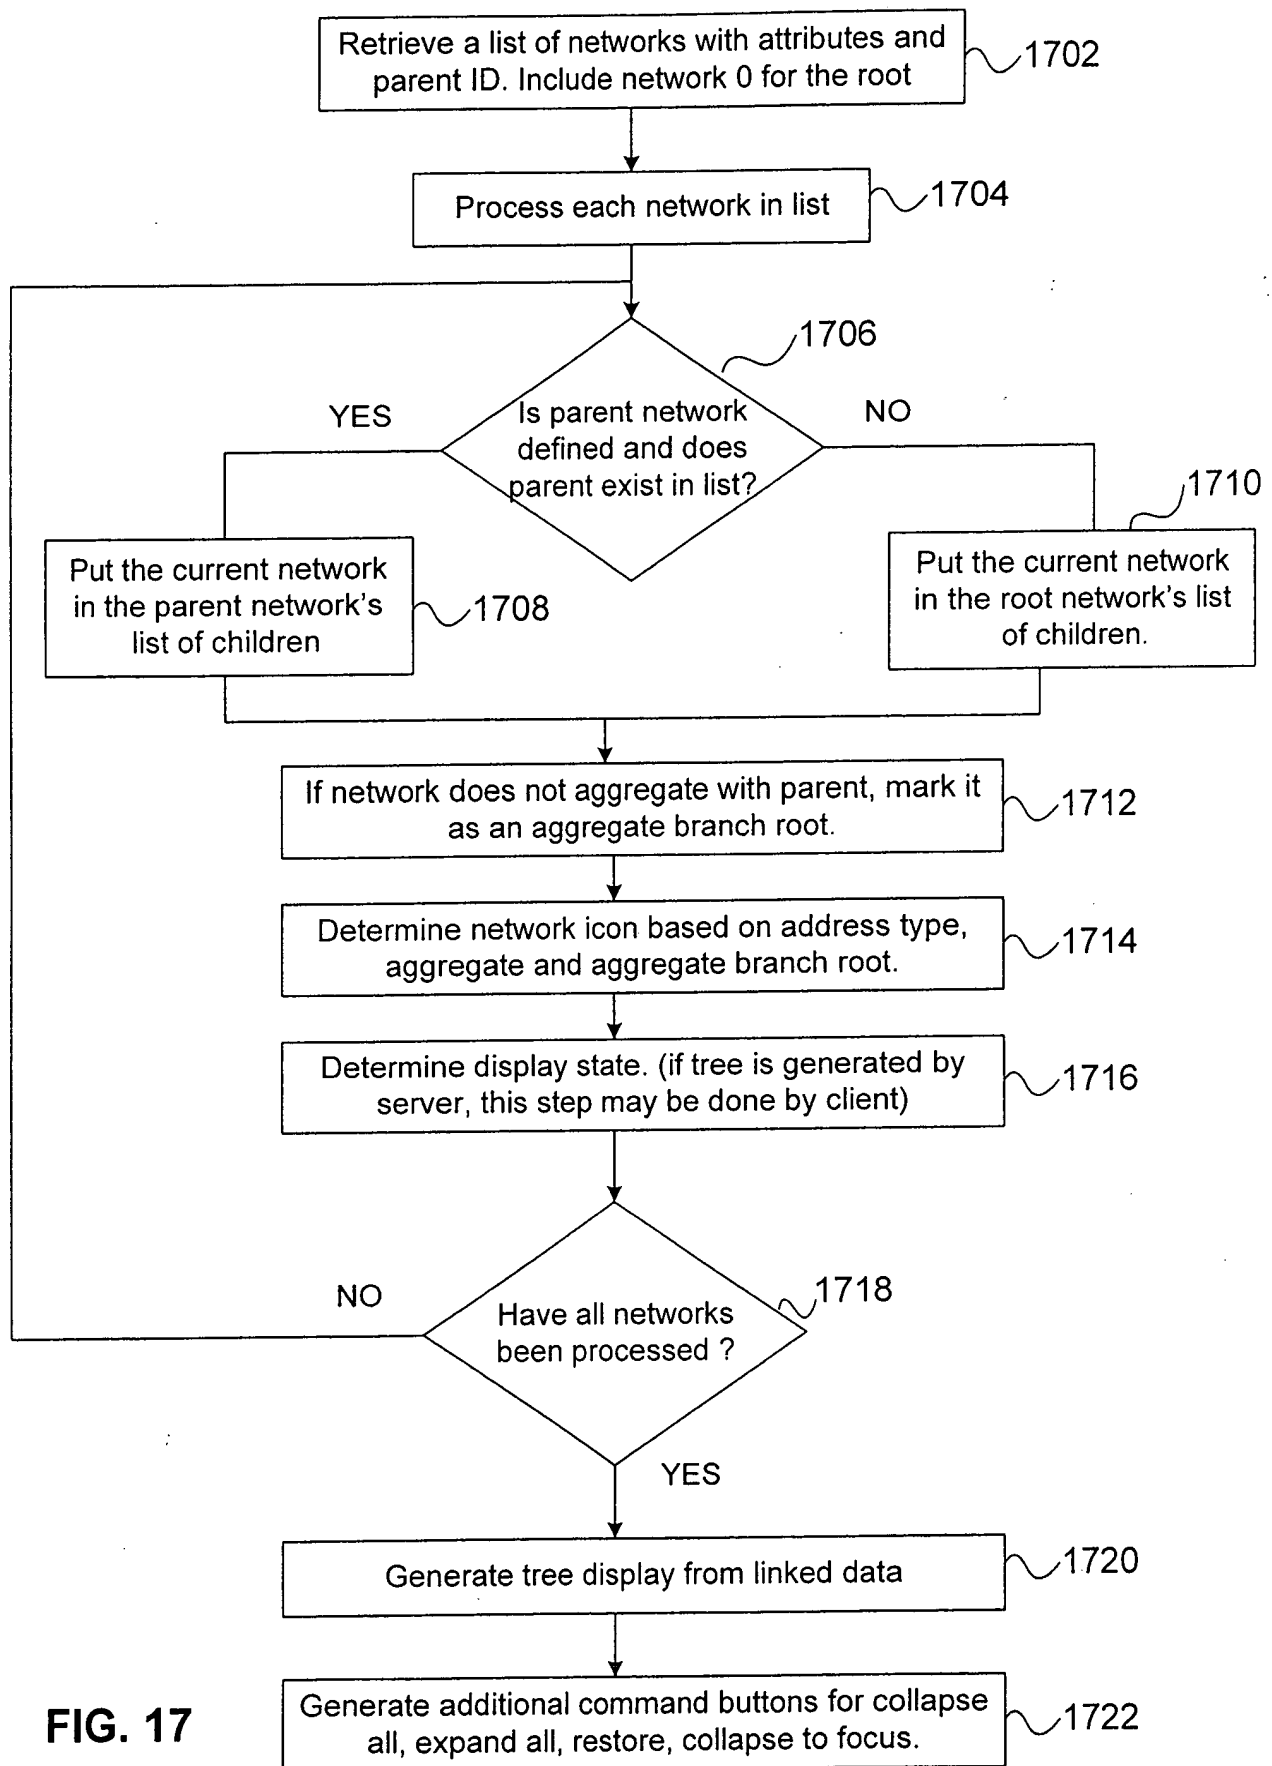 Retrieve a list of networks with attributes and
parent ID. Include network 0 for the root
1702
Process each network in list
1704
1706
YES
Is parent network
defined and does
parent exist in list?
NO
1710
Put the current network
in the parent network's
list of children
1708
Put the current network
in the root network's list
of children.
If network does not aggregate with parent, mark it
as an aggregate branch root.
1712
Determine network icon based on address type,
aggregate and aggregate branch root.
1714
Determine display state. (if tree is generated by
server, this step may be done by client)
1716
NO
Have all networks
been processed ?
1718
YES
Generate tree display from linked data
1720
Generate additional command buttons for collapse
all, expand all, restore, collapse to focus.
1722
FIG. 17